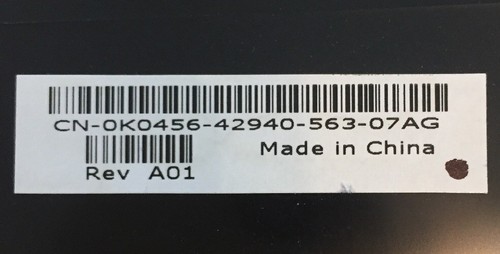 CN-0K0456-42940-563-07AG
Made in China
Rev A01